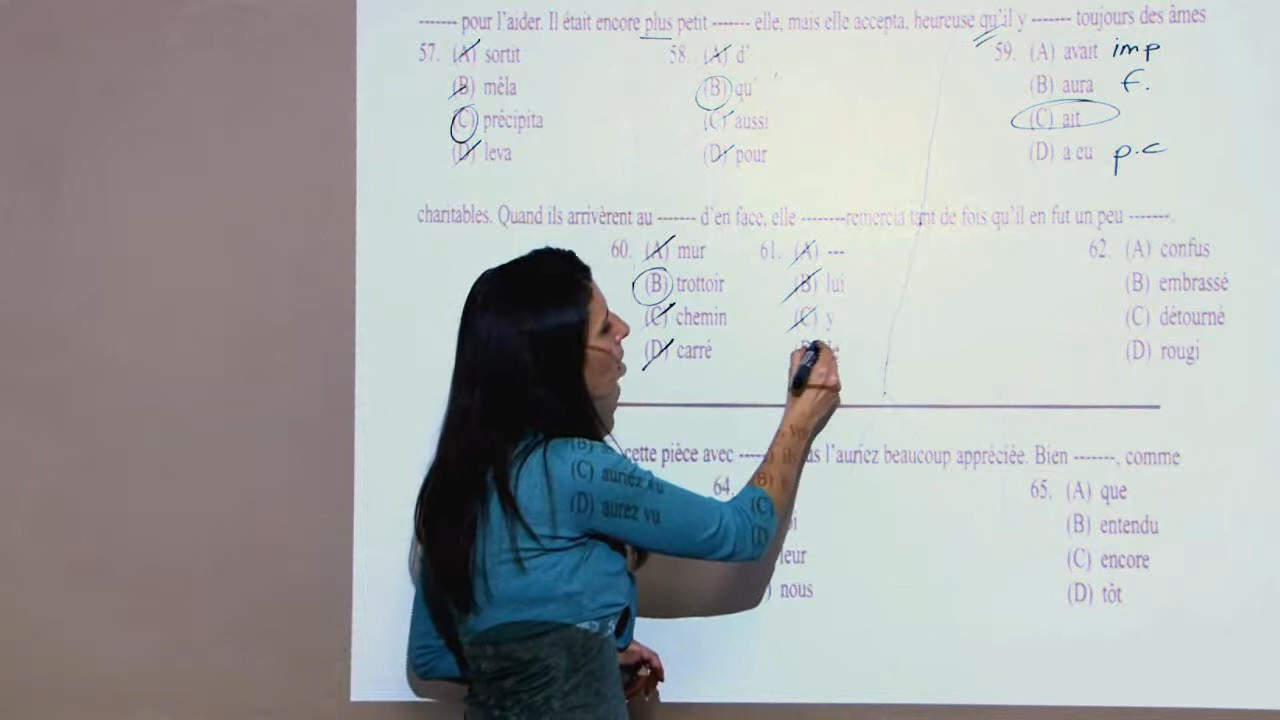 ------- pour l'aider. Il était encore plus petit ------- elle, mais elle accepta, heureuse qu'il y ------- toujours des âmes
57. (A) sortit 58. (A) d' 59. (A) avait imp
(B) mêla (B) qu' (B) aura f.
(C) précipita (C) aussi (C) ait
(D) leva (D) pour (D) a eu p.c
charitables. Quand ils arrivèrent au ------- d'en face, elle --------remercia tant de fois qu'il en fut un peu -------.
60. (A) mur 61. (A) --- 62. (A) confus
(B) trottoir (B) lui (B) embrassé
(C) chemin (C) y (C) détourné
(D) carré (D) rougi
cette pièce avec l'auriez beaucoup appréciée. Bien -------, comme
(C) auriez vu 64. (B) 65. (A) que
(D) aurez vu (C) (B) entendu
leur (C) encore
nous (D) tôt